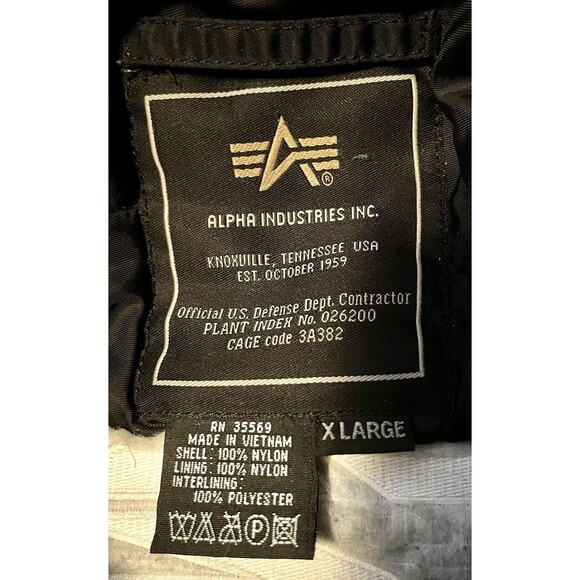 ®
ALPHA INDUSTRIES INC.
KNOXVILLE, TENNESSEE USA
EST. OCTOBER 1959
Official U.S. Defense Dept. Contractor
PLANT INDEX No. 026200
CAGE code 3A382
X LARGE
RN 35569
MADE IN VIETNAM
SHELL: 100% NYLON
LINING: 100% NYLON
INTERLINING:
100% POLYESTER
P